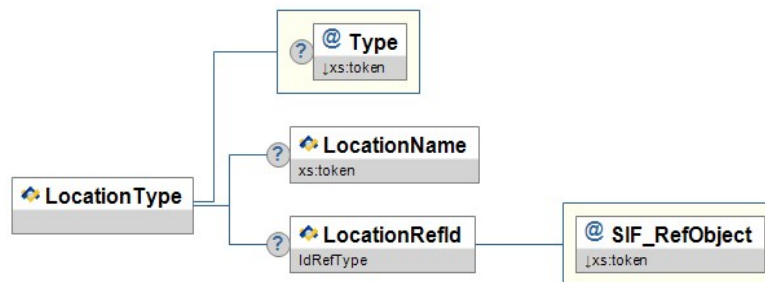 ? @ Type
↓xs:token
? LocationName
xs:token
LocationType
? LocationRefId
IdRefType
@ SIF_RefObject
↓xs:token